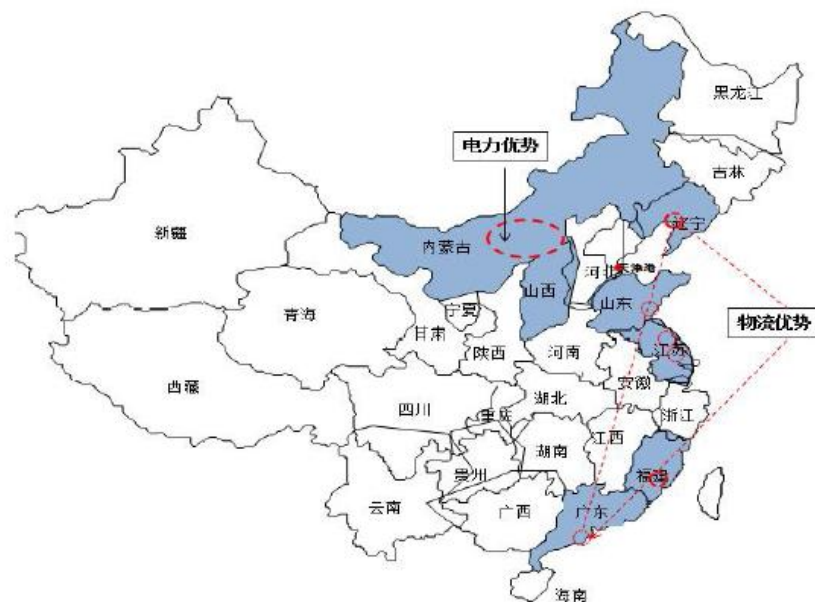 黑龙江
电力优势
吉林
辽宁
新疆
内蒙古
河北
天津港
山西
山东
宁夏
青海
甘肃
物流优势
陕西
河南
江苏
西藏
安徽
四川
湖北
重庆
浙江
江西
湖南
贵州
福建
云南
广西
广东
海南